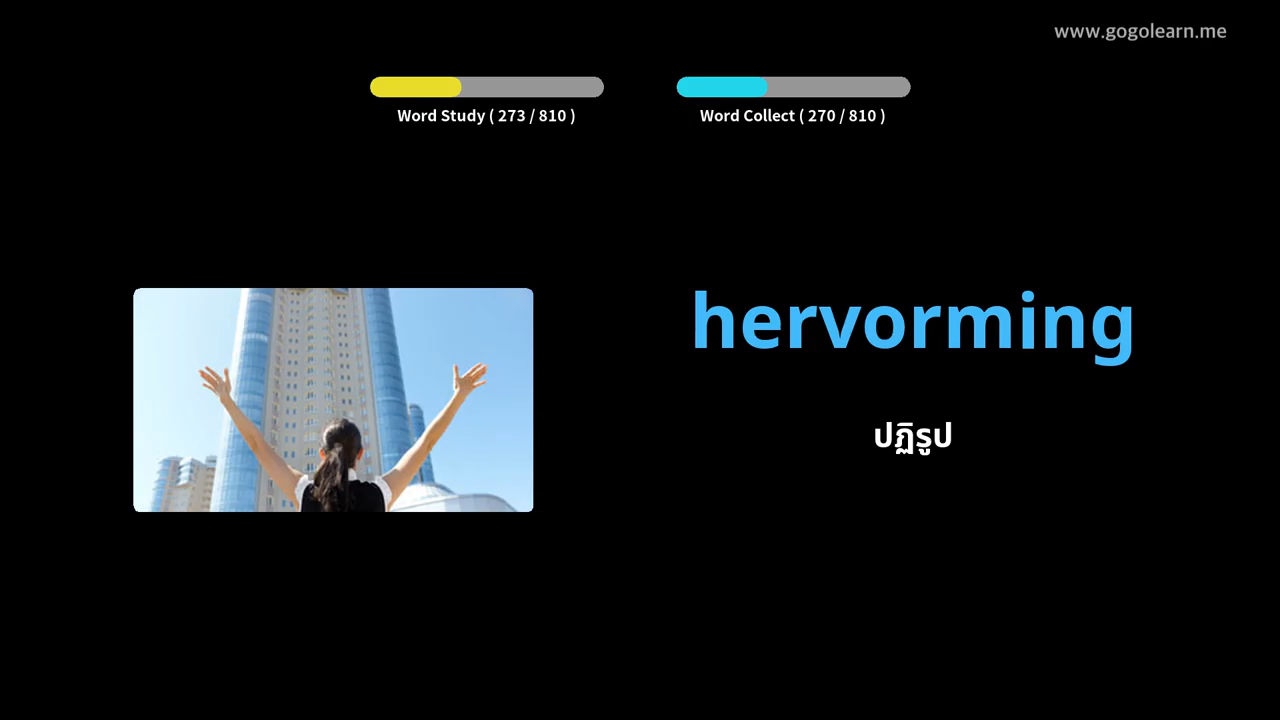 www.gogolearn.me
Word Study ( 273 / 810 )
Word Collect ( 270 / 810 )
hervorming
ปฏิรูป